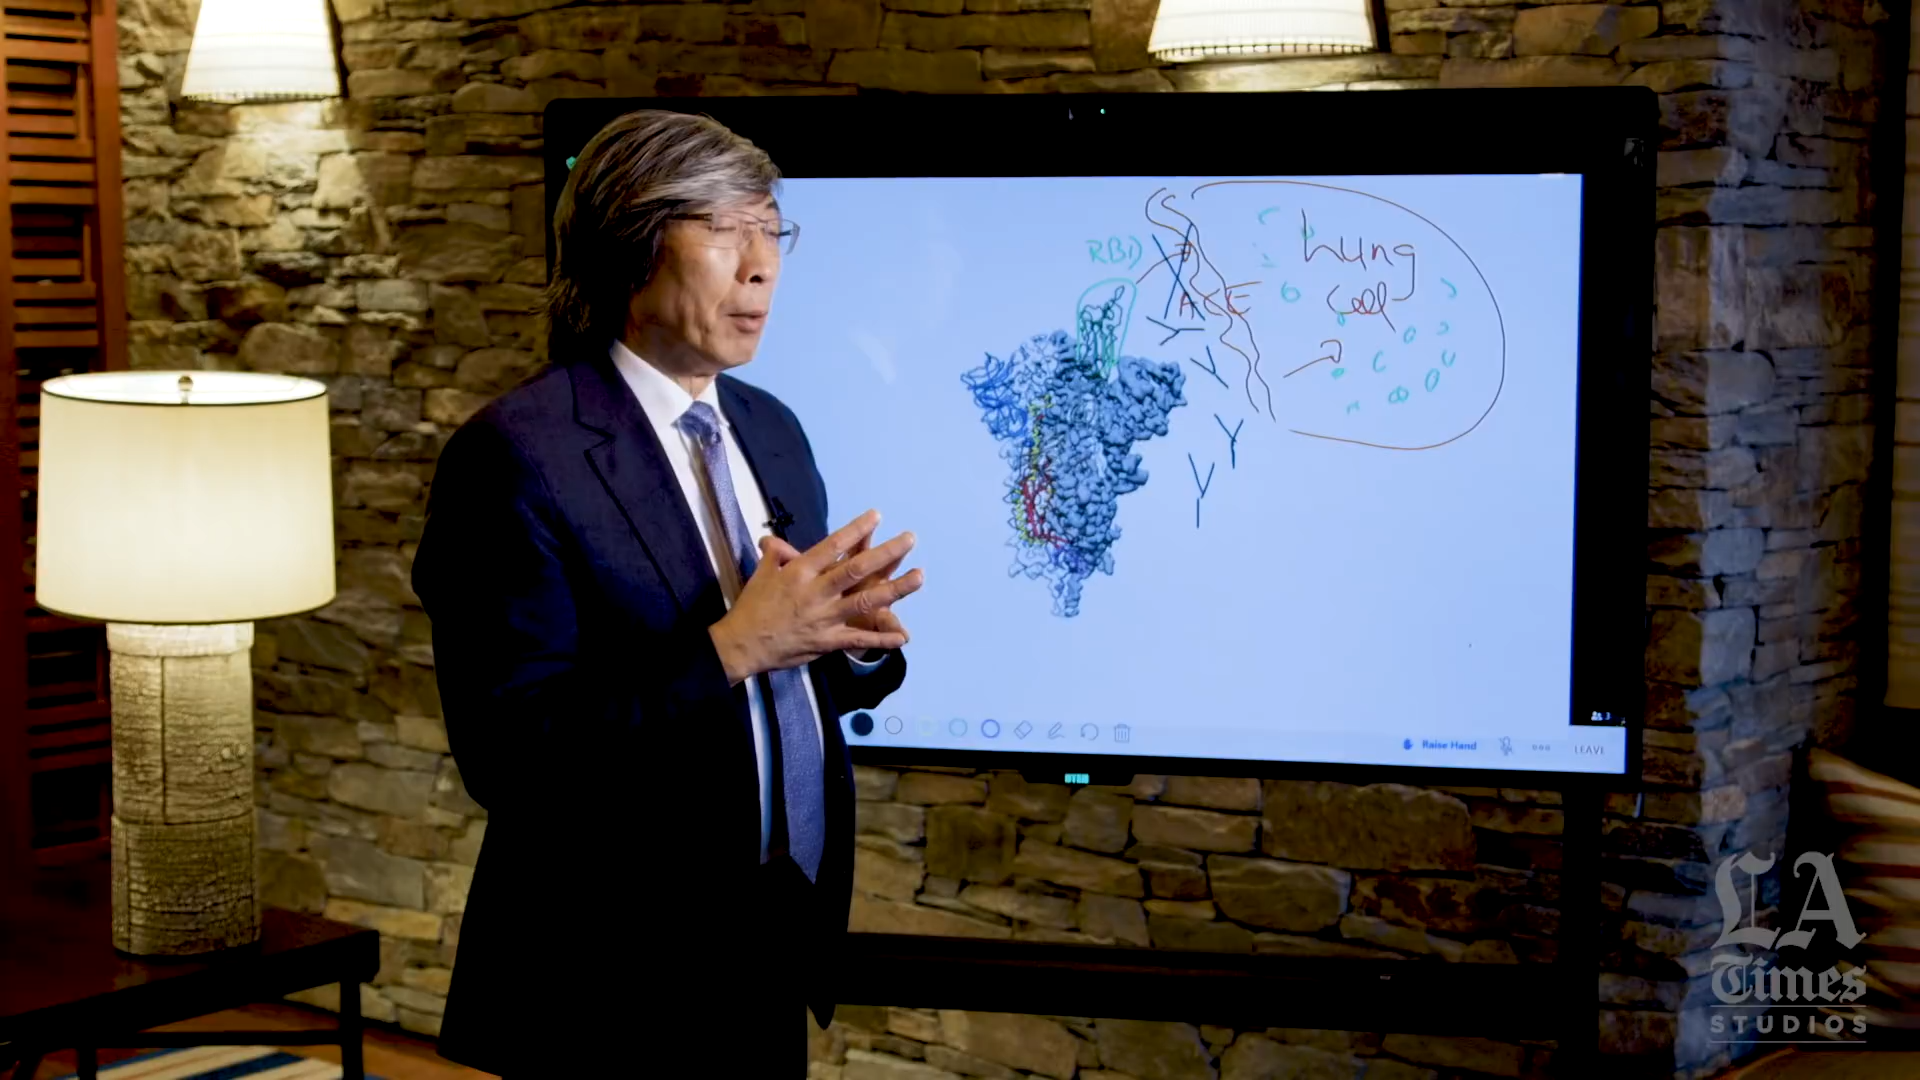 RBD
Lung
Cell
ACE
Raise Hand
LEAVE
LA
Times
STUDIOS